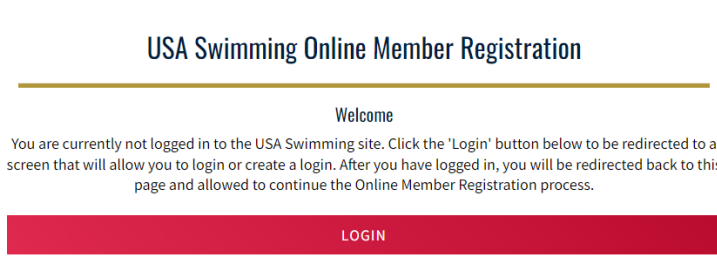 USA Swimming Online Member Registration
Welcome
You are currently not logged in to the USA Swimming site. Click the 'Login' button below to be redirected to a
screen that will allow you to login or create a login. After you have logged in, you will be redirected back to this
page and allowed to continue the Online Member Registration process.
LOGIN